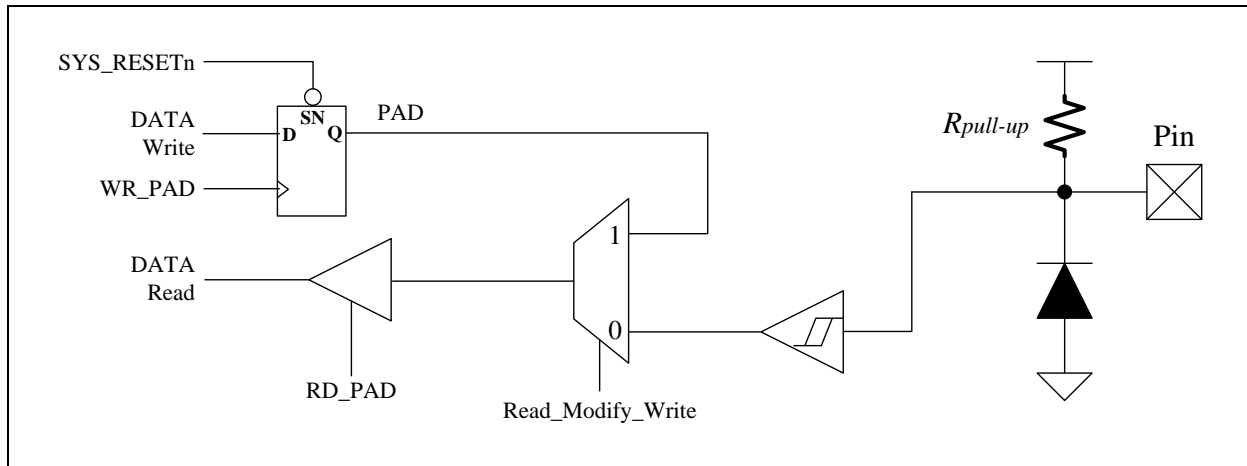 SYS_RESETn
SN
PAD
DATA
Write
D
Q
WR_PAD
Rpull-up
Pin
1
DATA
Read
0
RD_PAD
Read_Modify_Write